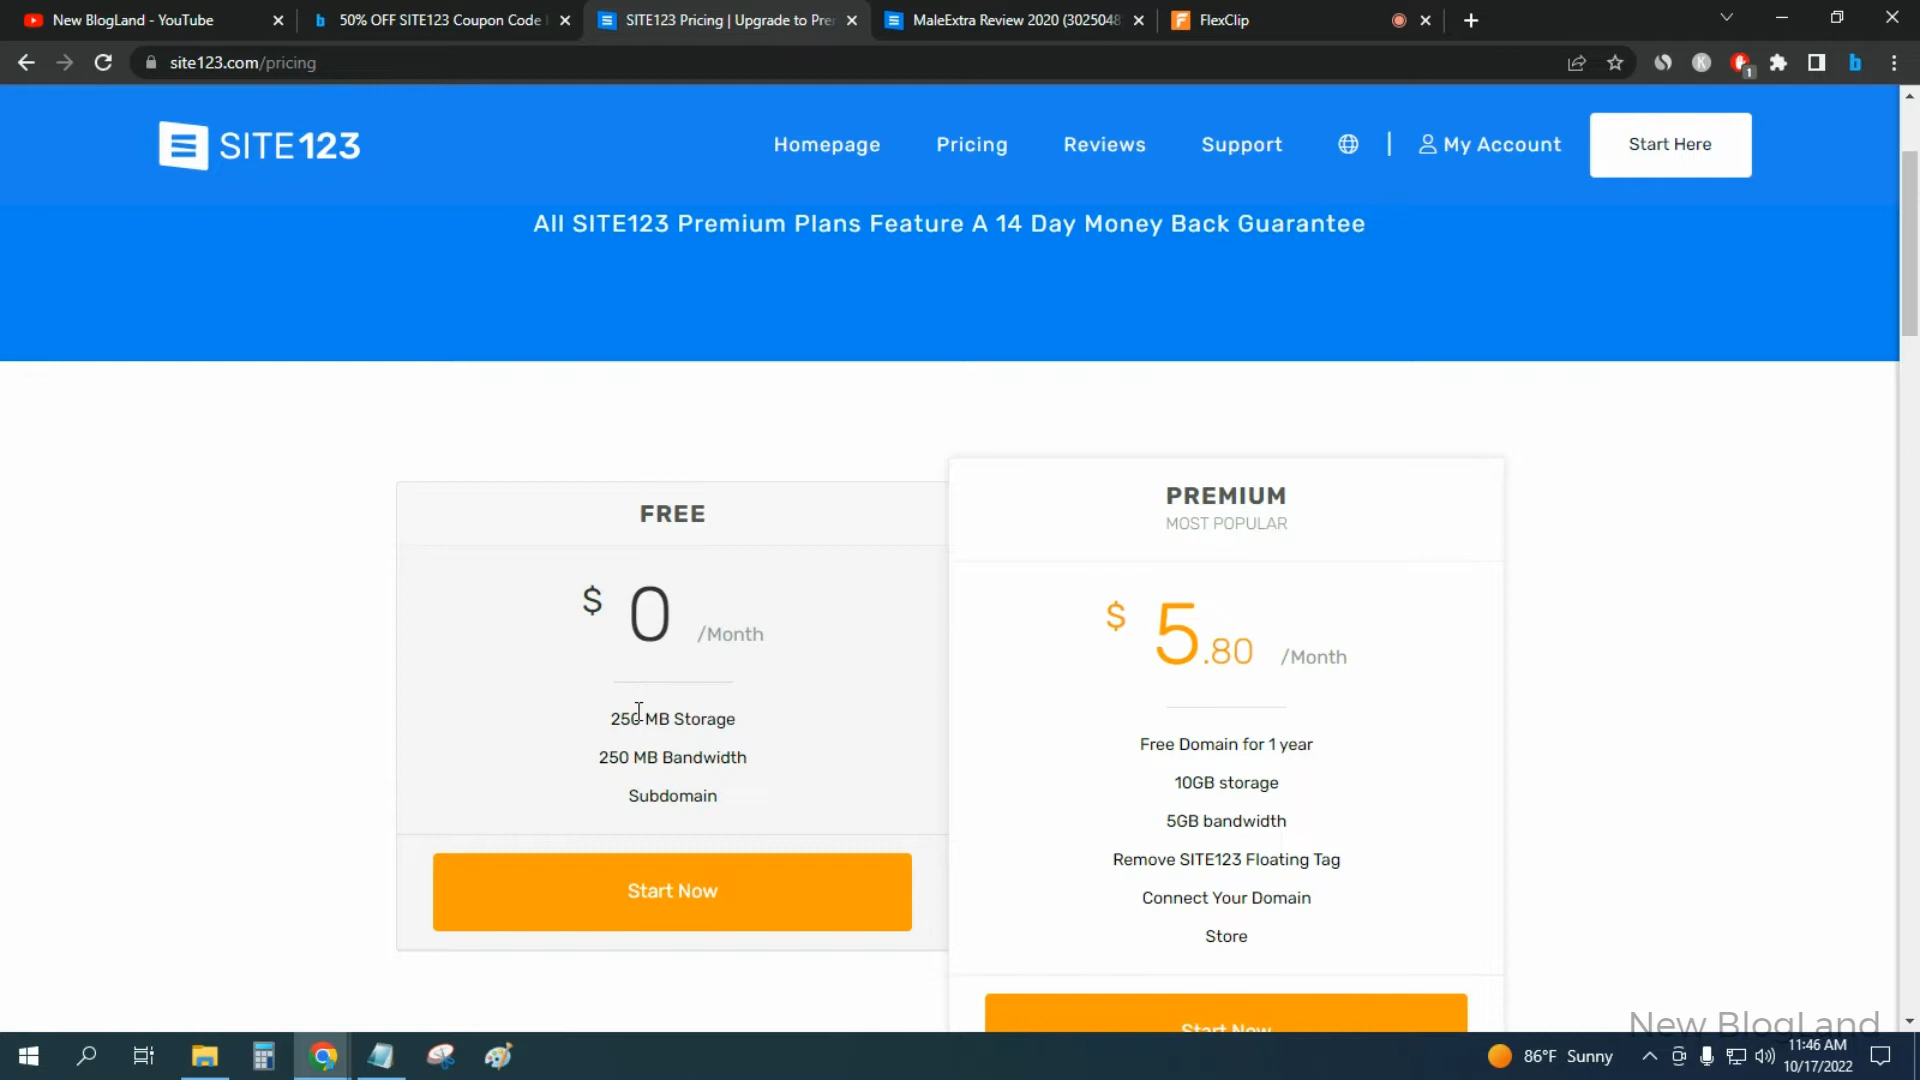 New BlogLand - YouTube
50% OFF SITE123 Coupon Code
SITE123 Pricing | Upgrade to Pre
MaleExtra Review 2020 (3025048
FlexClip
site123.com/pricing
K
1
b
SITE123
Homepage
Pricing
Reviews
Support
My Account
Start Here
All SITE123 Premium Plans Feature A 14 Day Money Back Guarantee
FREE
$ 0 /Month
250 MB Storage
250 MB Bandwidth
Subdomain
Start Now
PREMIUM
MOST POPULAR
$ 5.80 /Month
Free Domain for 1 year
10GB storage
5GB bandwidth
Remove SITE123 Floating Tag
Connect Your Domain
Store
Start Now
New BlogLand
86°F Sunny
11:46 AM
10/17/2022